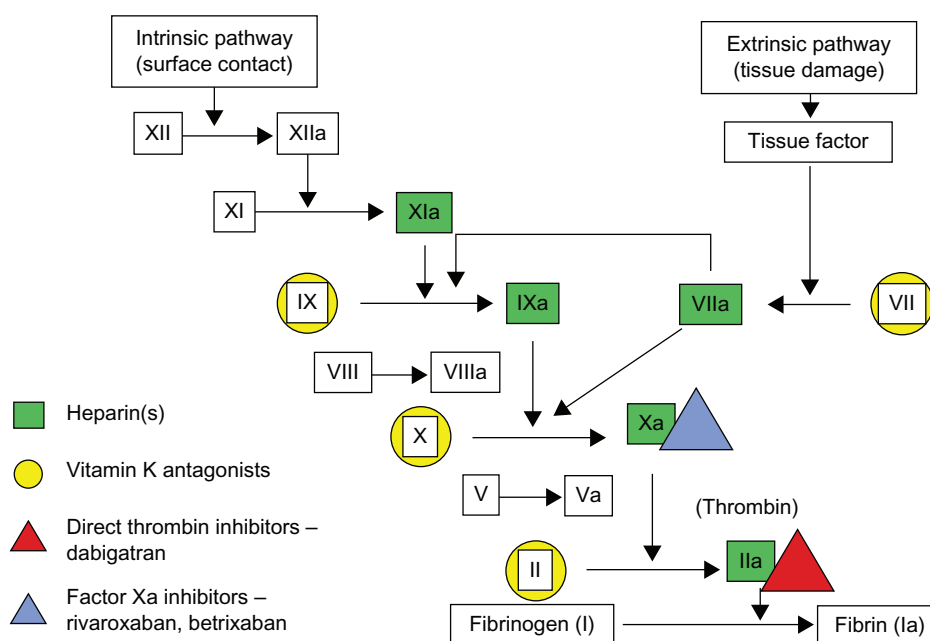 Intrinsic pathway
(surface contact)
Extrinsic pathway
(tissue damage)
XII
XIIa
Tissue factor
XI
XIa
IX
IXa
VIIa
VII
VIII
VIIIa
Heparin(s)
X
Xa
Vitamin K antagonists
V
Va
(Thrombin)
Direct thrombin inhibitors –
dabigatran
II
IIa
Factor Xa inhibitors –
rivaroxaban, betrixaban
Fibrinogen (I)
Fibrin (Ia)